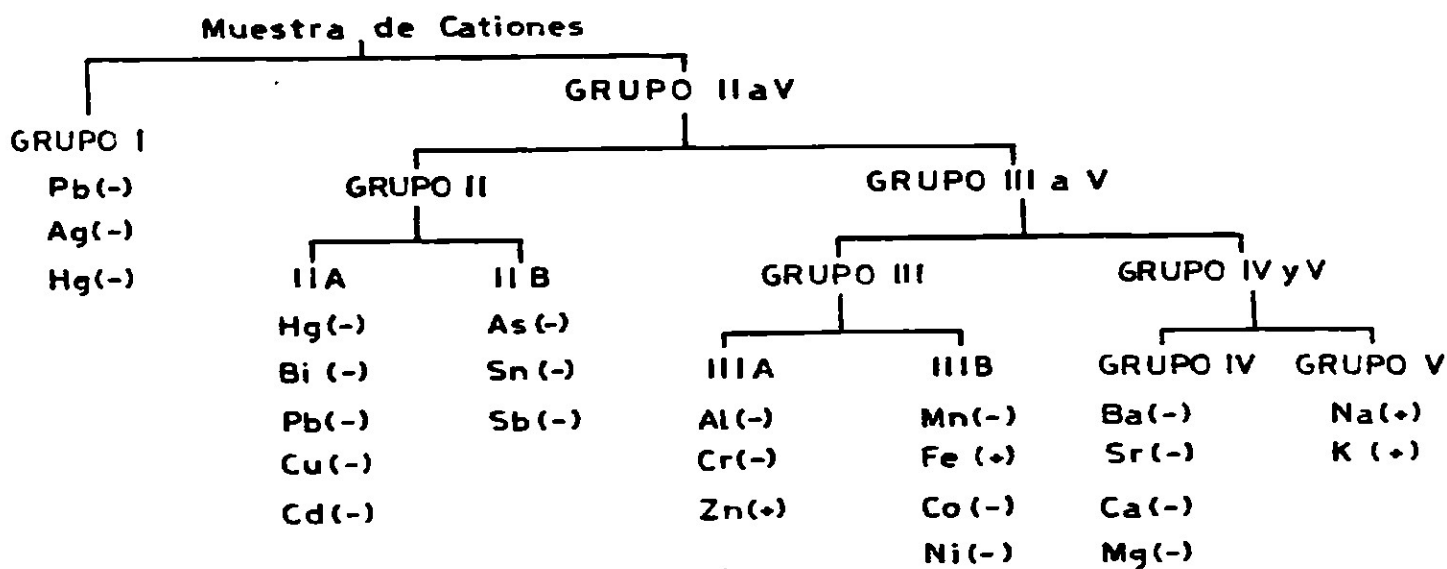 Muestra de Cationes
GRUPO II a V
GRUPO I
Pb(-)
Ag(-)
Hg(-)
GRUPO II
GRUPO III a V
IIA
Hg(-)
Bi(-)
Pb(-)
Cu(-)
Cd(-)
IIB
As(-)
Sn(-)
Sb(-)
GRUPO III
GRUPO IV y V
IIIA
Al(-)
Cr(-)
Zn(+)
IIIB
Mn(-)
Fe(+)
Co(-)
Ni(-)
GRUPO IV
Ba(-)
Sr(-)
Ca(-)
Mg(-)
GRUPO V
Na(+)
K(+)